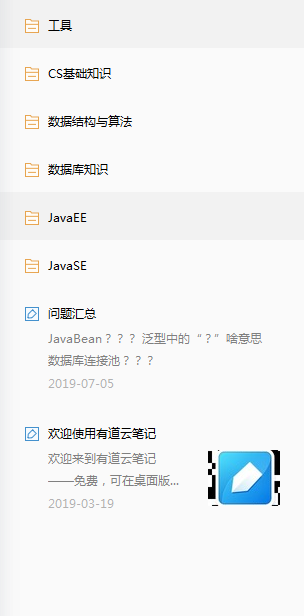 工具
CS基础知识
数据结构与算法
数据库知识
JavaEE
JavaSE
问题汇总
JavaBean？？？ 泛型中的“？”啥意思
数据库连接池？？？
2019-07-05
欢迎使用有道云笔记
欢迎来到有道云笔记
——免费，可在桌面版...
2019-03-19